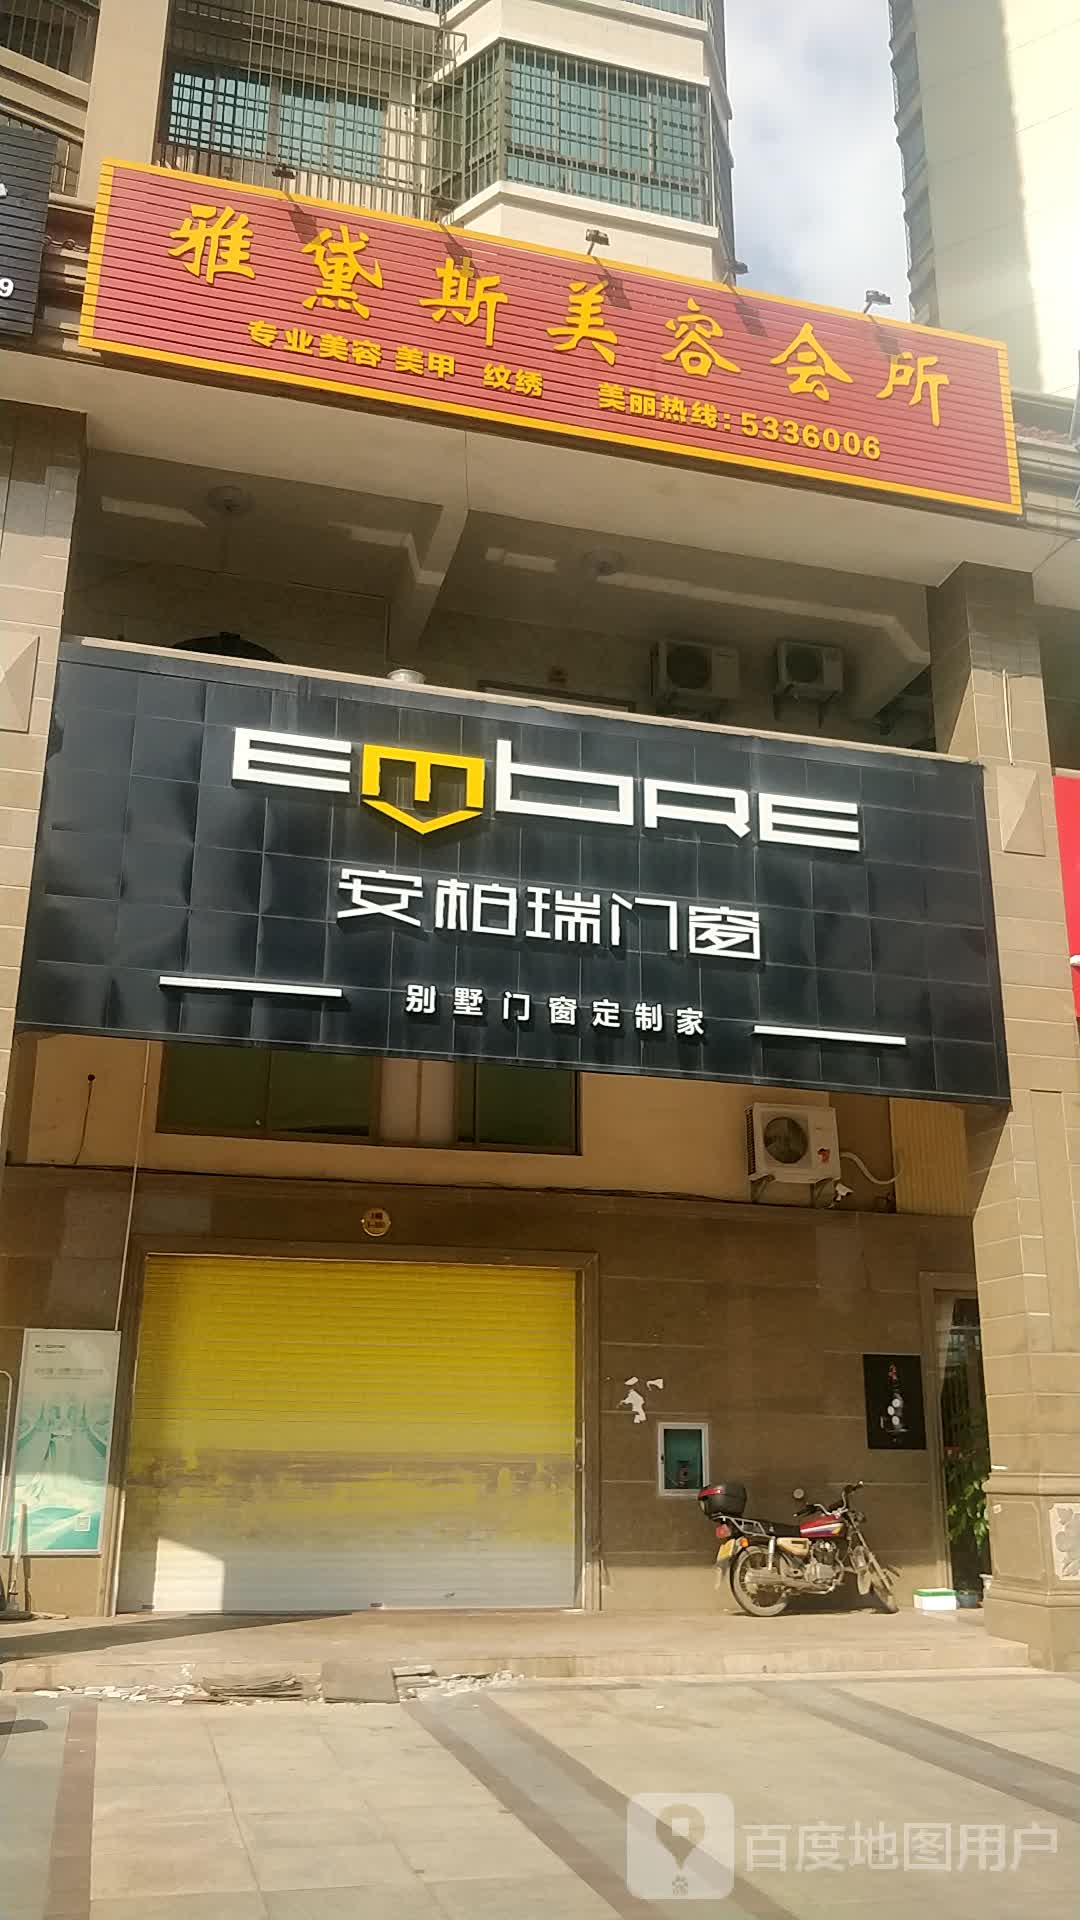 雅黛斯美容会所
专业美容 美甲 纹绣 美丽热线:5336006
9
EMBRE
安柏瑞门窗
别墅门窗定制家
百度地图用户